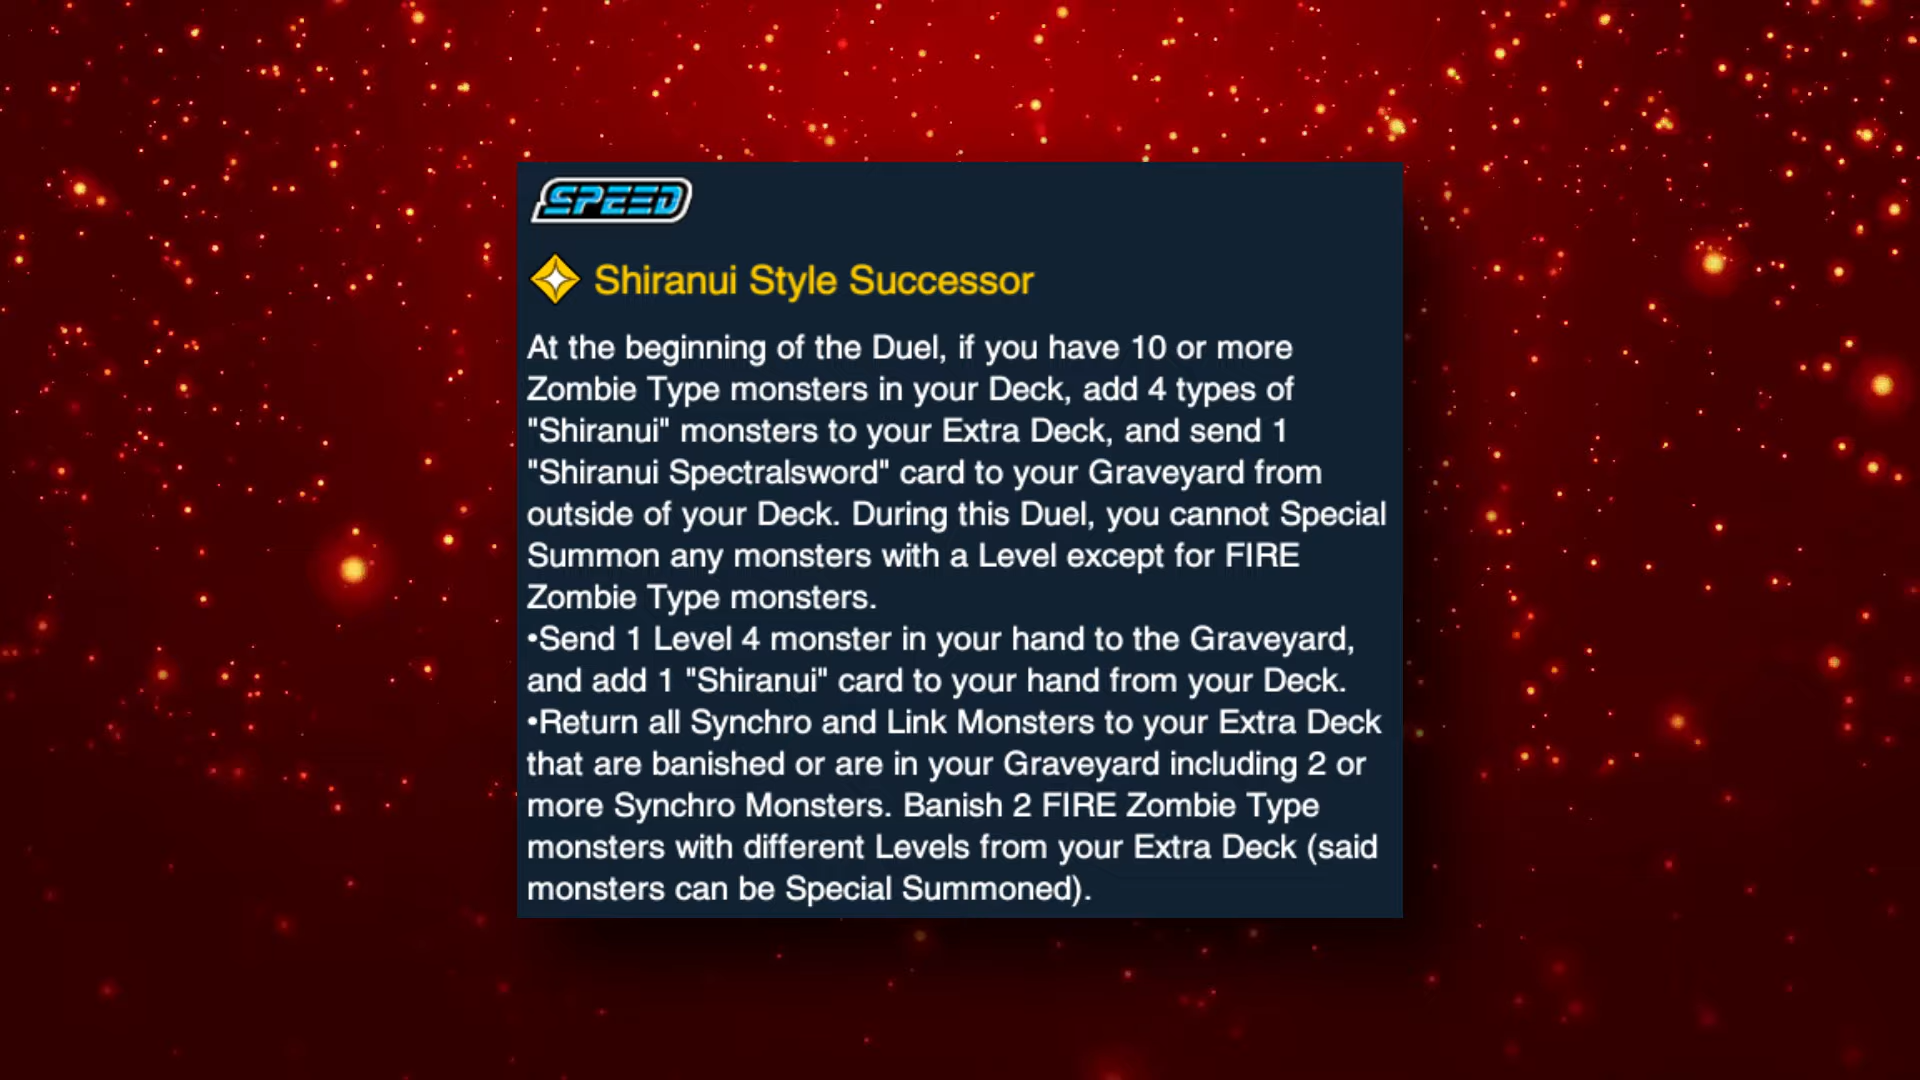 SPEED
Shiranui Style Successor
At the beginning of the Duel, if you have 10 or more
Zombie Type monsters in your Deck, add 4 types of
"Shiranui" monsters to your Extra Deck, and send 1
"Shiranui Spectralsword" card to your Graveyard from
outside of your Deck. During this Duel, you cannot Special
Summon any monsters with a Level except for FIRE
Zombie Type monsters.
•Send 1 Level 4 monster in your hand to the Graveyard,
and add 1 "Shiranui" card to your hand from your Deck.
•Return all Synchro and Link Monsters to your Extra Deck
that are banished or are in your Graveyard including 2 or
more Synchro Monsters. Banish 2 FIRE Zombie Type
monsters with different Levels from your Extra Deck (said
monsters can be Special Summoned).